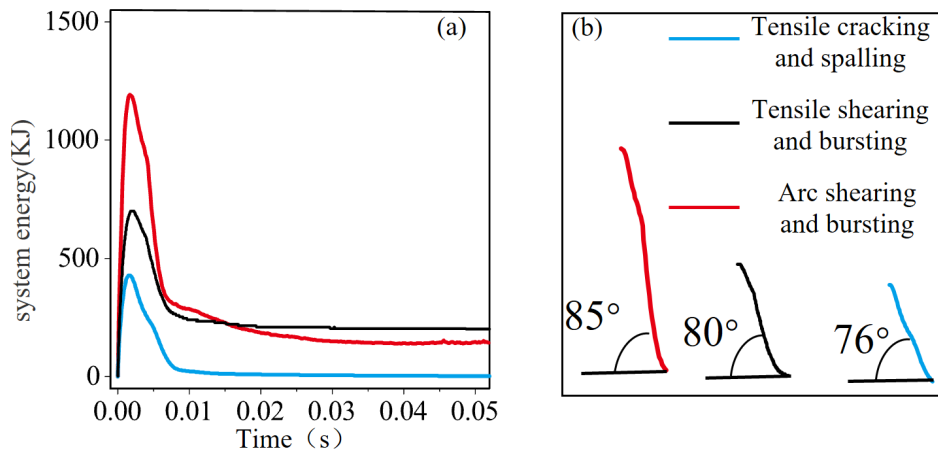 (a)
1500
1000
500
0
system energy(KJ)
0.00 0.01 0.02 0.03 0.04 0.05
Time（s）
(b)
Tensile cracking
and spalling
Tensile shearing
and bursting
Arc shearing
and bursting
85°
80°
76°